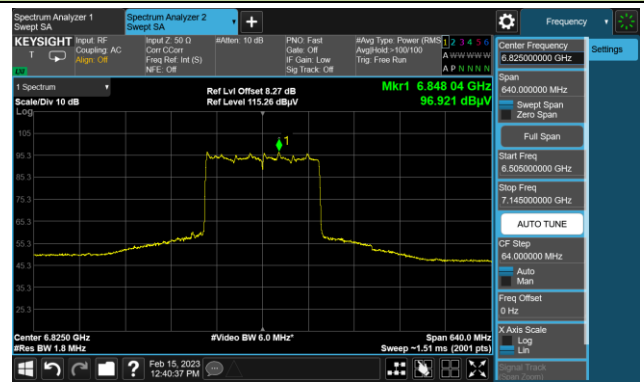 Spectrum Analyzer 1
Swept SA
Spectrum Analyzer 2
Swept SA
+
Frequency
KEYSIGHT
T
LW
Input: RF
Coupling: AC
Align: Off
Input Z: 50 Ω
Corr CCorr
Freq Ref: Int (S)
NFE: Off
#Atten: 10 dB
PNO: Fast
Gate: Off
IF Gain: Low
Sig Track: Off
#Avg Type: Power (RMS)
Avg|Hold:>100/100
Trig: Free Run
1 2 3 4 5 6
A W W W W W
A P N N N N
1 Spectrum
Scale/Div 10 dB
Log
Ref Lvl Offset 8.27 dB
Ref Level 115.26 dBµV
Mkr1 6.848 04 GHz
96.921 dBµV
1
105
95.3
85.3
75.3
65.3
55.3
45.3
35.3
25.3
Center 6.8250 GHz
#Res BW 1.8 MHz
#Video BW 6.0 MHz*
Span 640.0 MHz
Sweep ~1.51 ms (2001 pts)
Center Frequency
6.825000000 GHz
Span
640.000000 MHz
Swept Span
Zero Span
Full Span
Start Freq
6.505000000 GHz
Stop Freq
7.145000000 GHz
AUTO TUNE
CF Step
64.000000 MHz
Auto
Man
Freq Offset
0 Hz
X Axis Scale
Log
Lin
Signal Track
(Span Zoom)
Settings
?
Feb 15, 2023
12:40:37 PM